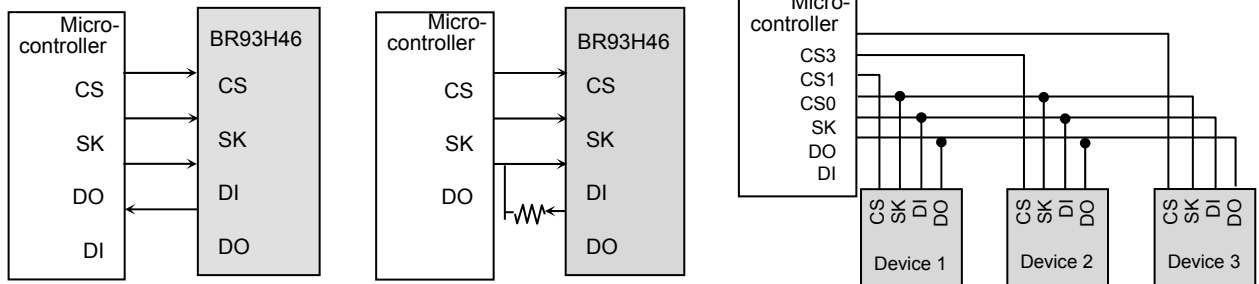 Micro-
controller
CS
SK
DO
DI
BR93H46
CS
SK
DI
DO
Micro-
controller
CS
SK
DO
BR93H46
CS
SK
DI
DO
Micro-
controller
CS3
CS1
CS0
SK
DO
DI
CS
SK
DI
DO
Device 1
CS
SK
DI
DO
Device 2
CS
SK
DI
DO
Device 3